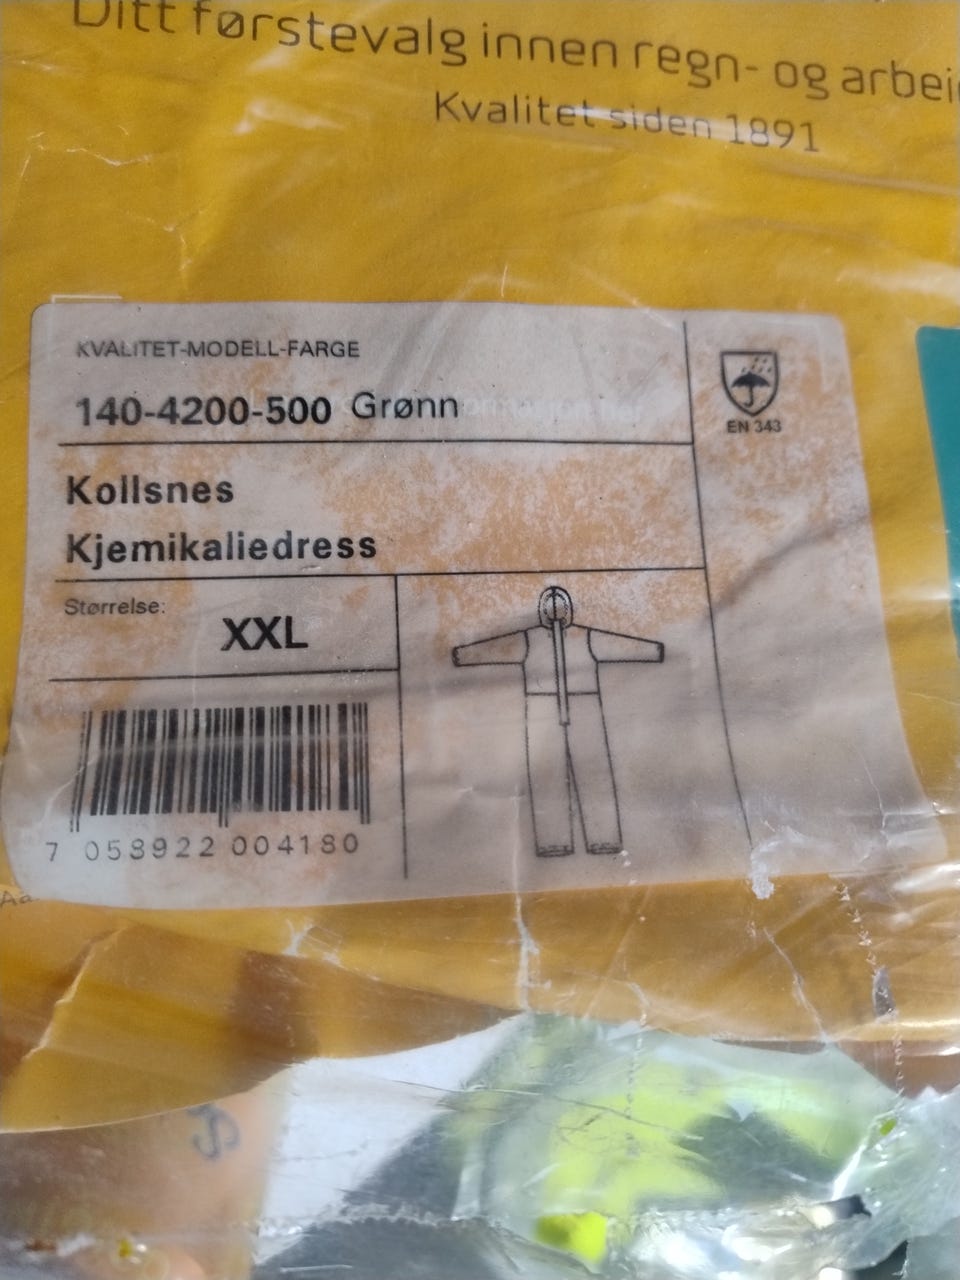 Ditt førstevalg innen regn- og arbei
Kvalitet siden 1891
KVALITET-MODELL-FARGE
140-4200-500 Grønn
EN 343
Kollsnes
Kjemikaliedress
Størrelse:
XXL
7 058922 004180